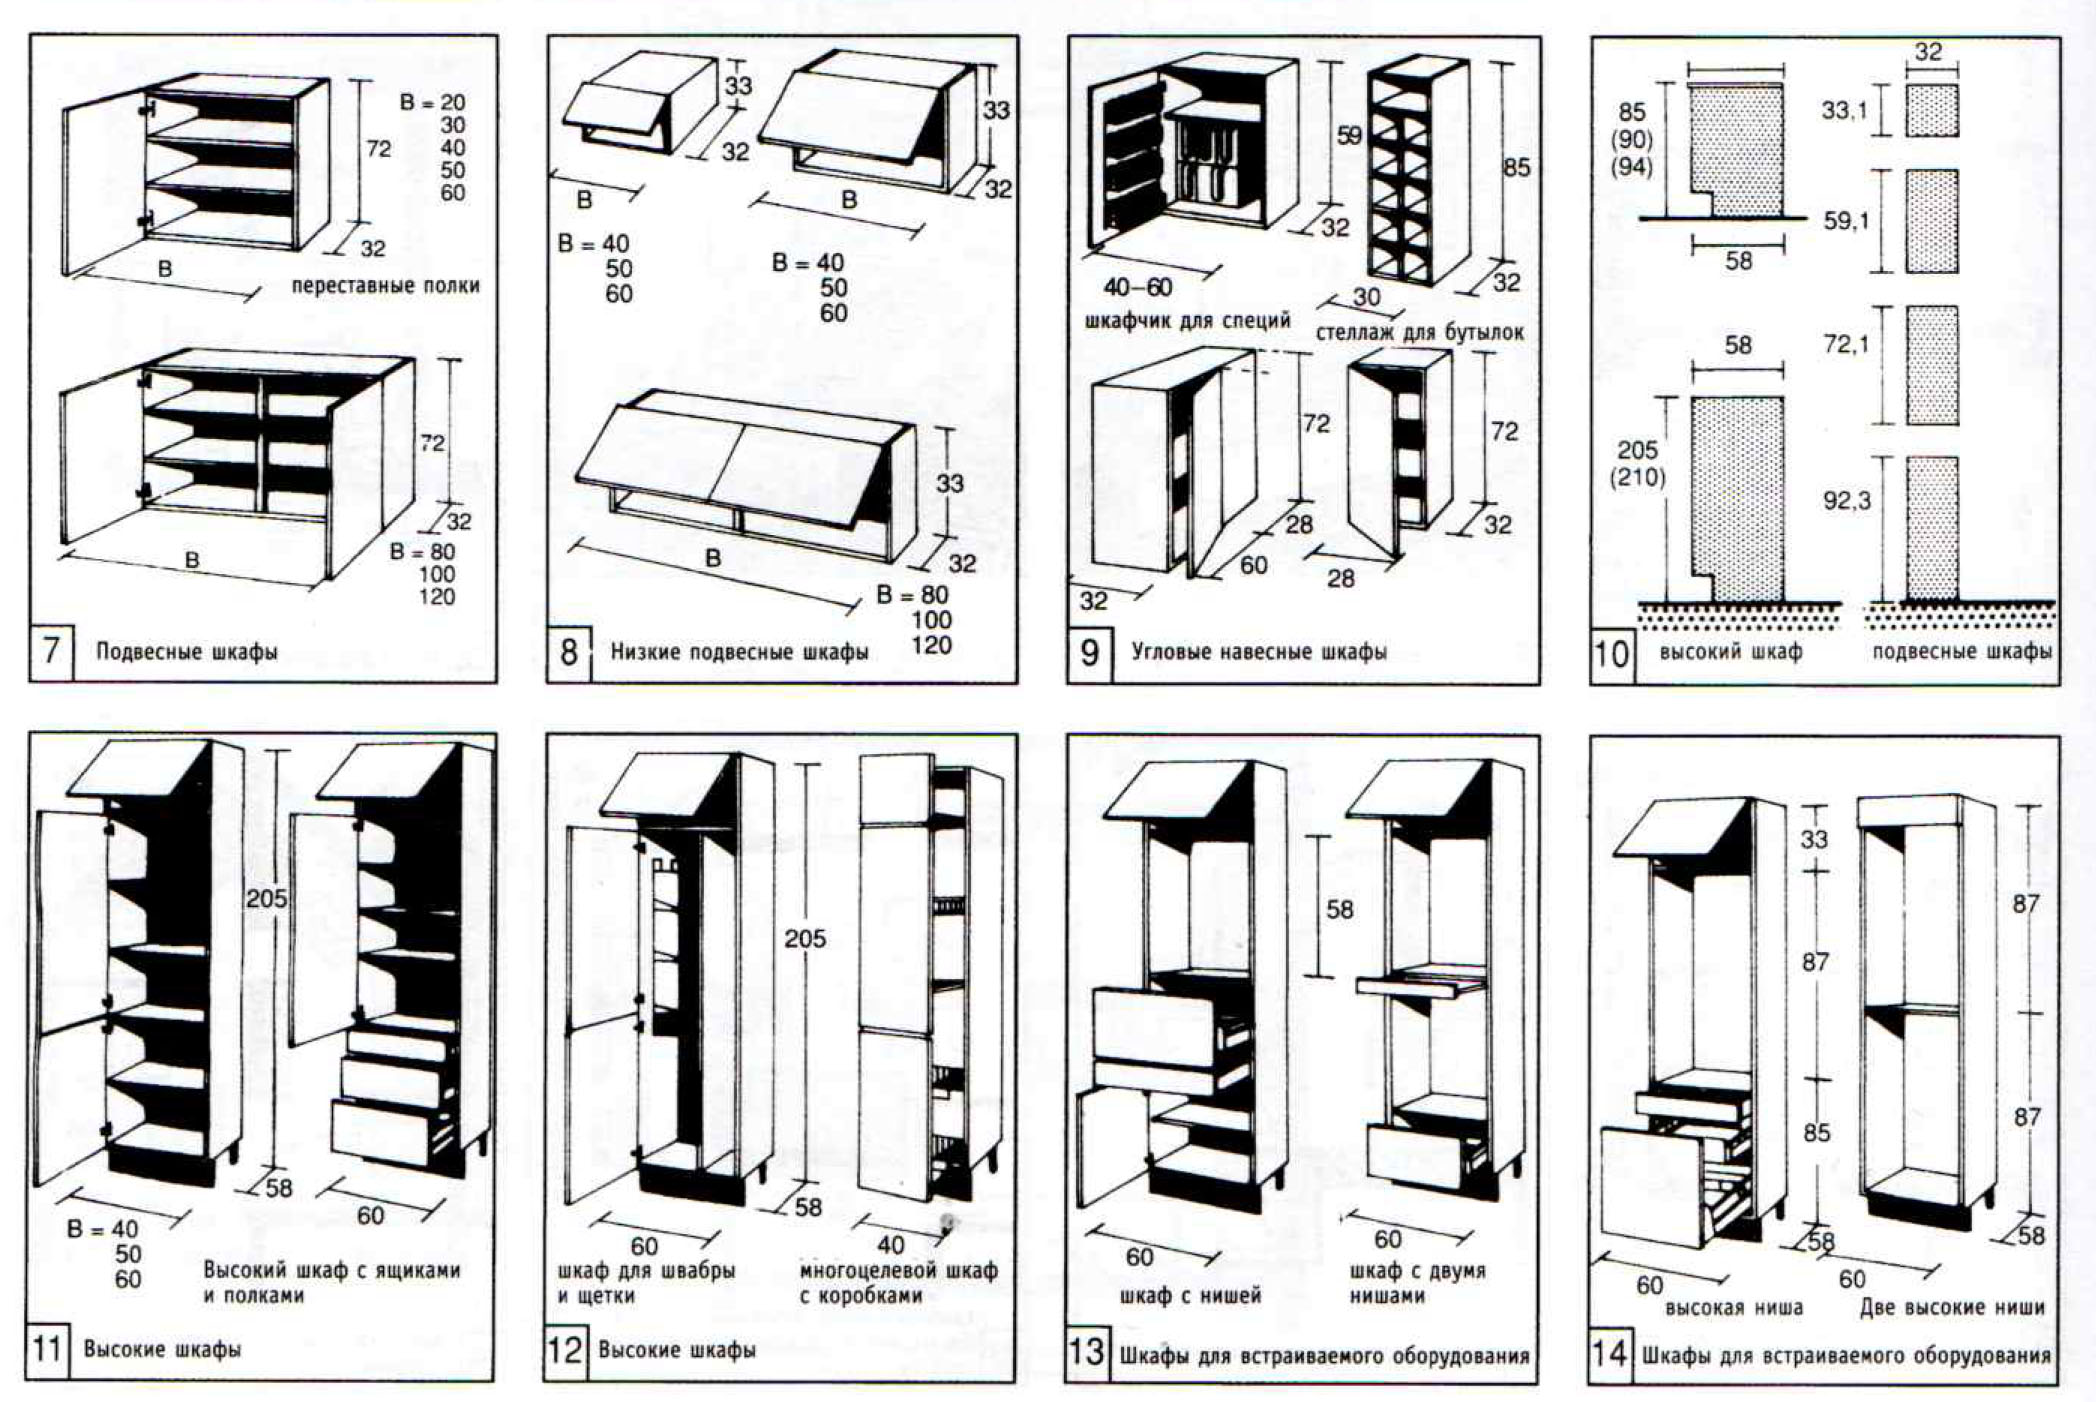 B = 20
30
40
50
60
72
32
B
переставные полки
72
32
B
B = 80
100
120
7 Подвесные шкафы
33
32
B
B = 40
50
60
33
32
B
B = 40
50
60
33
32
B
B = 80
100
120
8 Низкие подвесные шкафы
59
32
40–60
шкафчик для специй
85
32
30
стеллаж для бутылок
72
28
60
32
72
32
28
9 Угловые навесные шкафы
32
85
(90)
(94)
58
33,1
59,1
72,1
92,3
58
205
(210)
10 высокий шкаф подвесные шкафы
205
58
B = 40
50
60
60
Высокий шкаф с ящиками
и полками
11 Высокие шкафы
205
58
60
шкаф для швабры
и щетки
40
многоцелевой шкаф
с коробками
12 Высокие шкафы
58
60
шкаф с нишей
60
шкаф с двумя
нишами
13 Шкафы для встраиваемого оборудования
33
87
85
58
60
высокая ниша
87
87
58
60
Две высокие ниши
14 Шкафы для встраиваемого оборудования